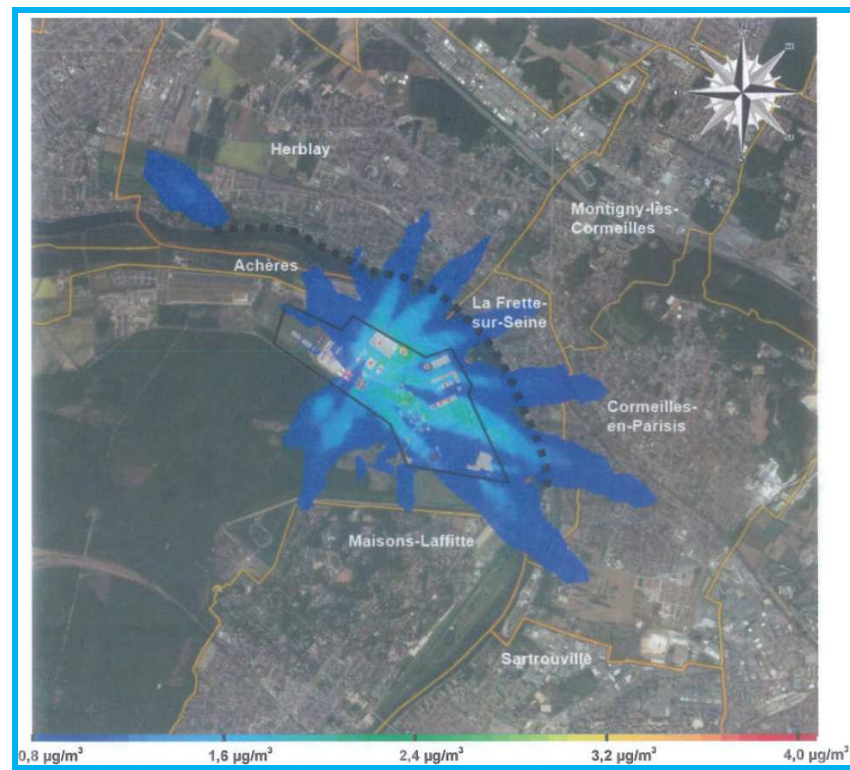 Herblay
Montigny-lès-
Cormeilles
Achères
La Frette-
sur-Seine
Cormeilles-
en-Parisis
Maisons-Laffitte
Sartrouville
0,8 µg/m³
1,6 µg/m³
2,4 µg/m³
3,2 µg/m³
4,0 µg/m³